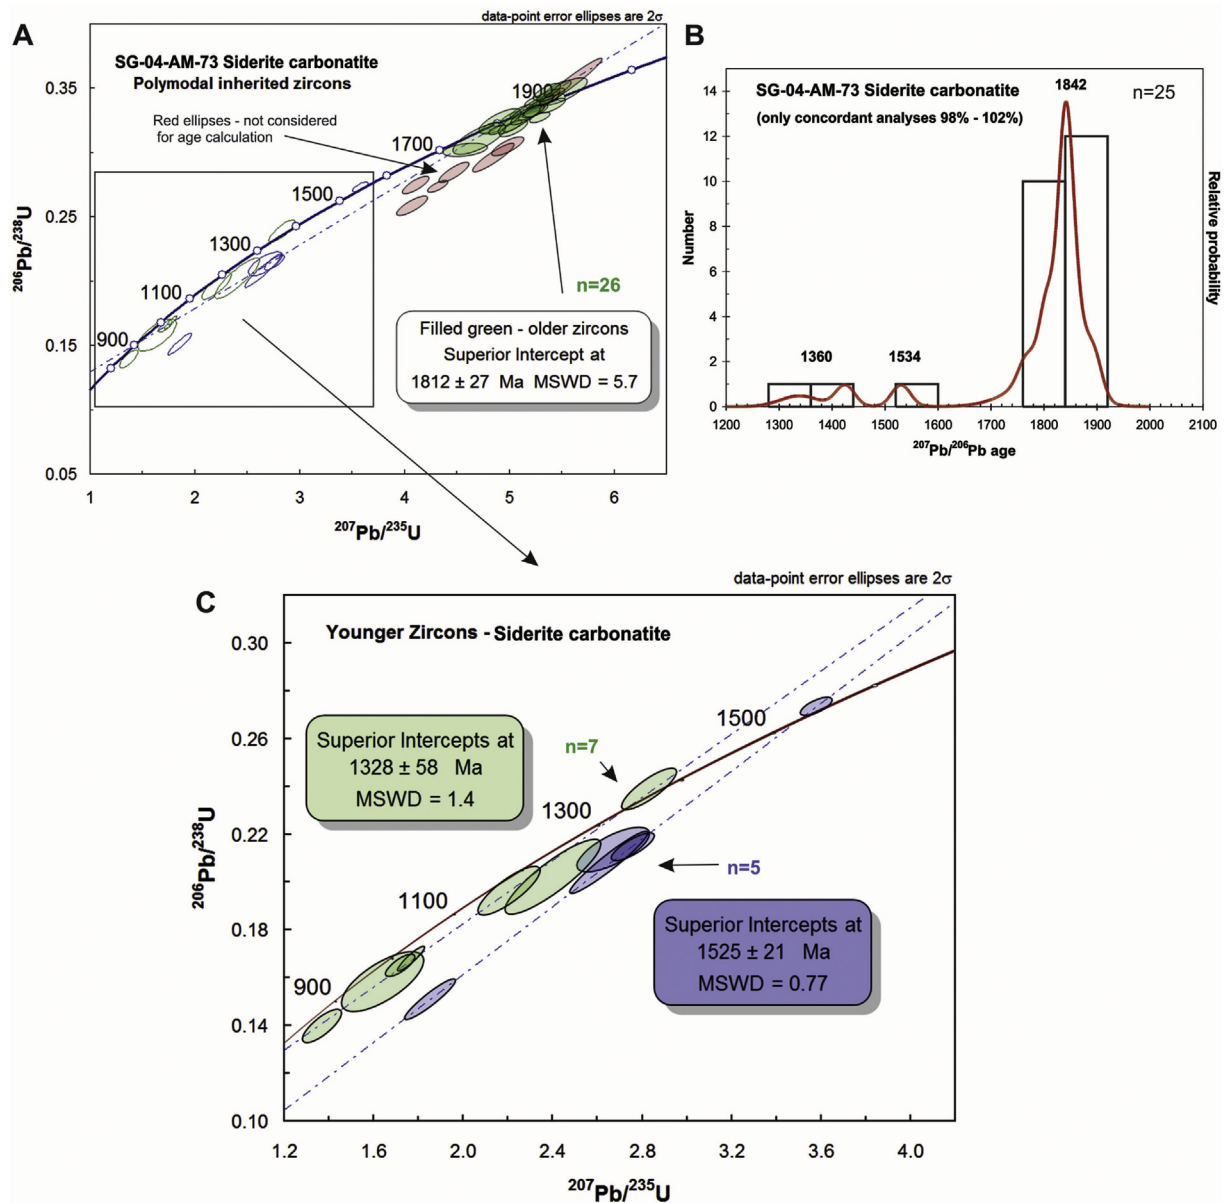 data-point error ellipses are 2σ
A
SG-04-AM-73 Siderite carbonatite
Polymodal inherited zircons
Red ellipses - not considered
for age calculation
0.35
0.25
0.15
0.05
206Pb/238U
1900
1700
1500
1300
1100
900
n=26
Filled green - older zircons
Superior Intercept at
1812 ± 27 Ma MSWD = 5.7
1 2 3 4 5 6
207Pb/235U
B
SG-04-AM-73 Siderite carbonatite
(only concordant analyses 98% - 102%)
1842
n=25
14
12
10
8
6
4
2
0
Number
Relative probability
1360
1534
1200 1300 1400 1500 1600 1700 1800 1900 2000 2100
207Pb/206Pb age
C
data-point error ellipses are 2σ
Younger Zircons - Siderite carbonatite
0.30
0.26
0.22
0.18
0.14
0.10
206Pb/238U
Superior Intercepts at
1328 ± 58 Ma
MSWD = 1.4
n=7
1500
1300
1100
900
n=5
Superior Intercepts at
1525 ± 21 Ma
MSWD = 0.77
1.2 1.6 2.0 2.4 2.8 3.2 3.6 4.0
207Pb/235U